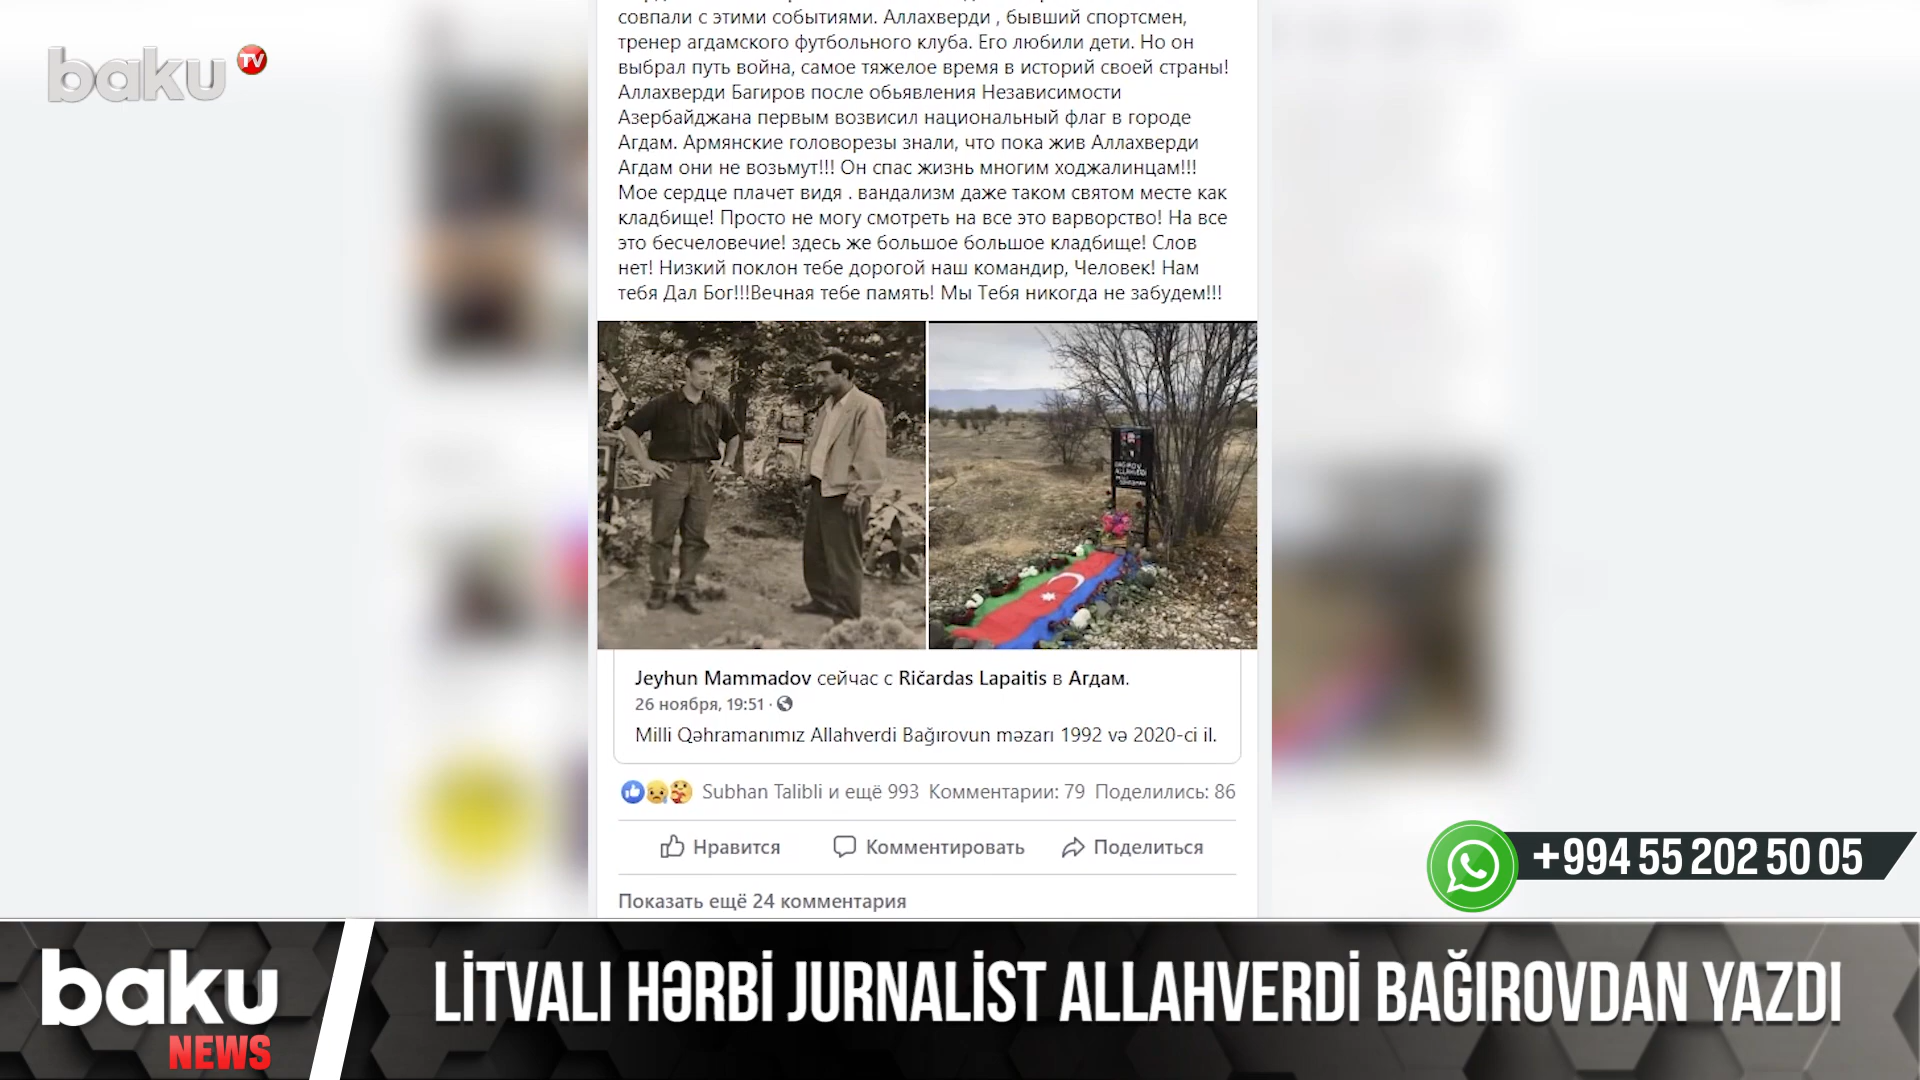 baku TV
совпали с этими событиями. Аллахверди , бывший спортсмен,
тренер агдамского футбольного клуба. Его любили дети. Но он
выбрал путь война, самое тяжелое время в историй своей страны!
Аллахверди Багиров после обьявления Независимости
Азербайджана первым возвисил национальный флаг в городе
Агдам. Армянские головорезы знали, что пока жив Аллахверди
Агдам они не возьмут!!! Он спас жизнь многим ходжалинцам!!!
Мое сердце плачет видя . вандализм даже таком святом месте как
кладбище! Просто не могу смотреть на все это варворство! На все
это бесчеловечие! здесь же большое большое кладбище! Слов
нет! Низкий поклон тебе дорогой наш командир, Человек! Нам
тебя Дал Бог!!!Вечная тебе память! Мы Тебя никогда не забудем!!!
BAGIROV
ALLAHVERDI
Jeyhun Mammadov сейчас с Ričardas Lapaitis в Агдам.
26 ноября, 19:51 ·
Milli Qəhramanımız Allahverdi Bağırovun məzarı 1992 və 2020-ci il.
Subhan Talibli и ещё 993 Комментарии: 79 Поделились: 86
Нравится Комментировать Поделиться
Показать ещё 24 комментария
+994 55 202 50 05
baku NEWS
LİTVALI HƏRBİ JURNALİST ALLAHVERDİ BAĞIROVDAN YAZDI